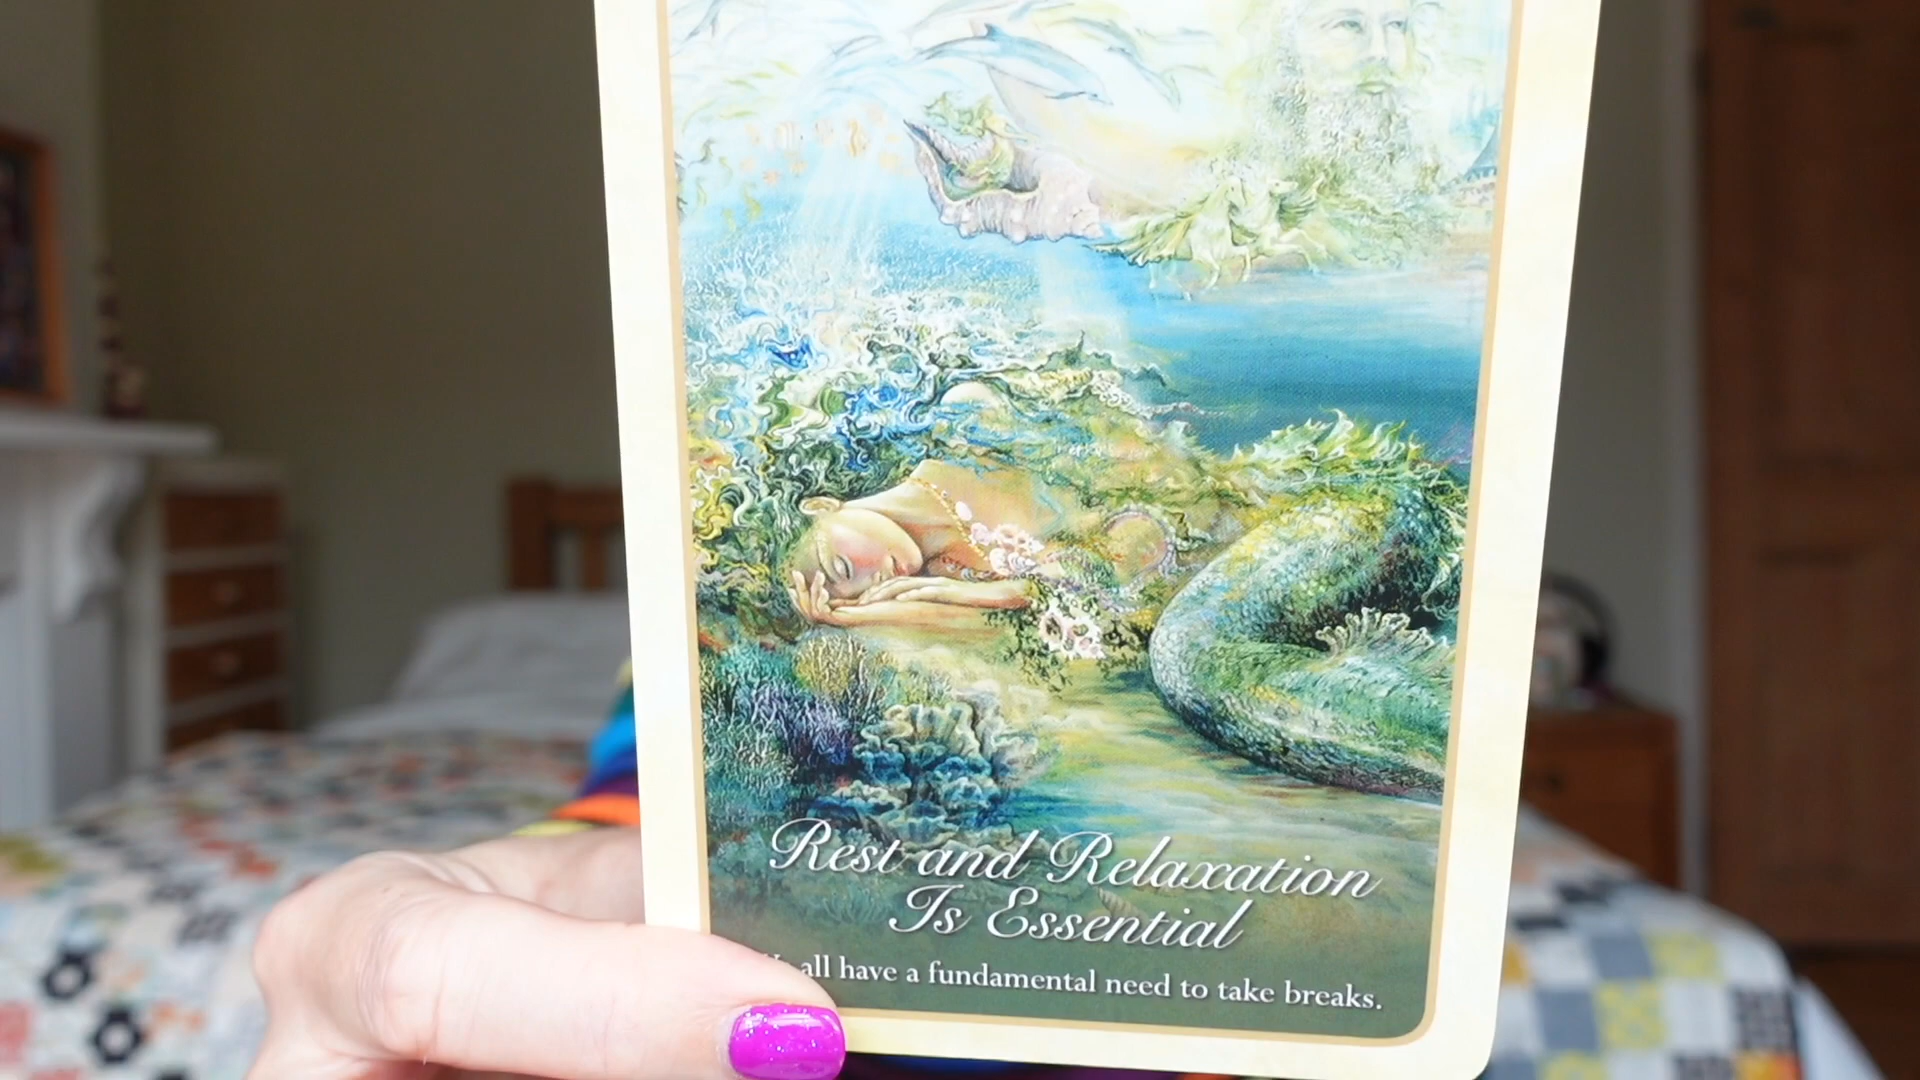 Rest and Relaxation
Is Essential
all have a fundamental need to take breaks.